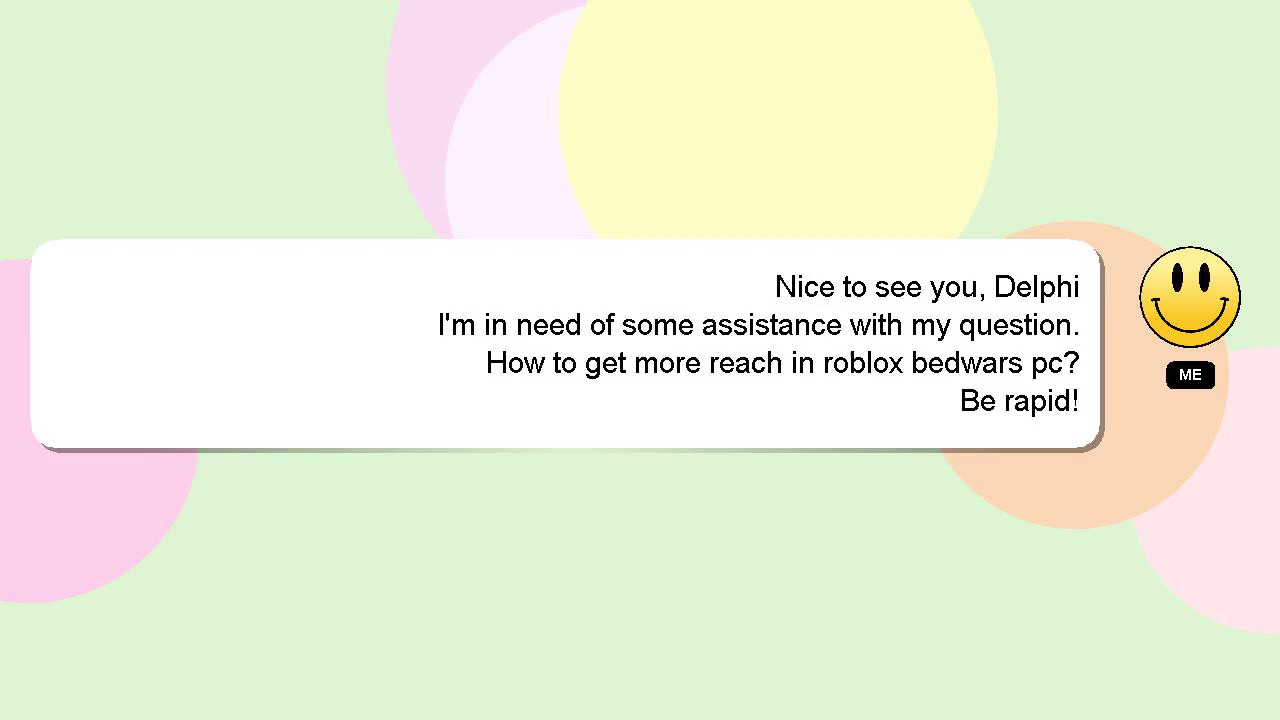 Nice to see you, Delphi
I'm in need of some assistance with my question.
How to get more reach in roblox bedwars pc?
Be rapid!
ME